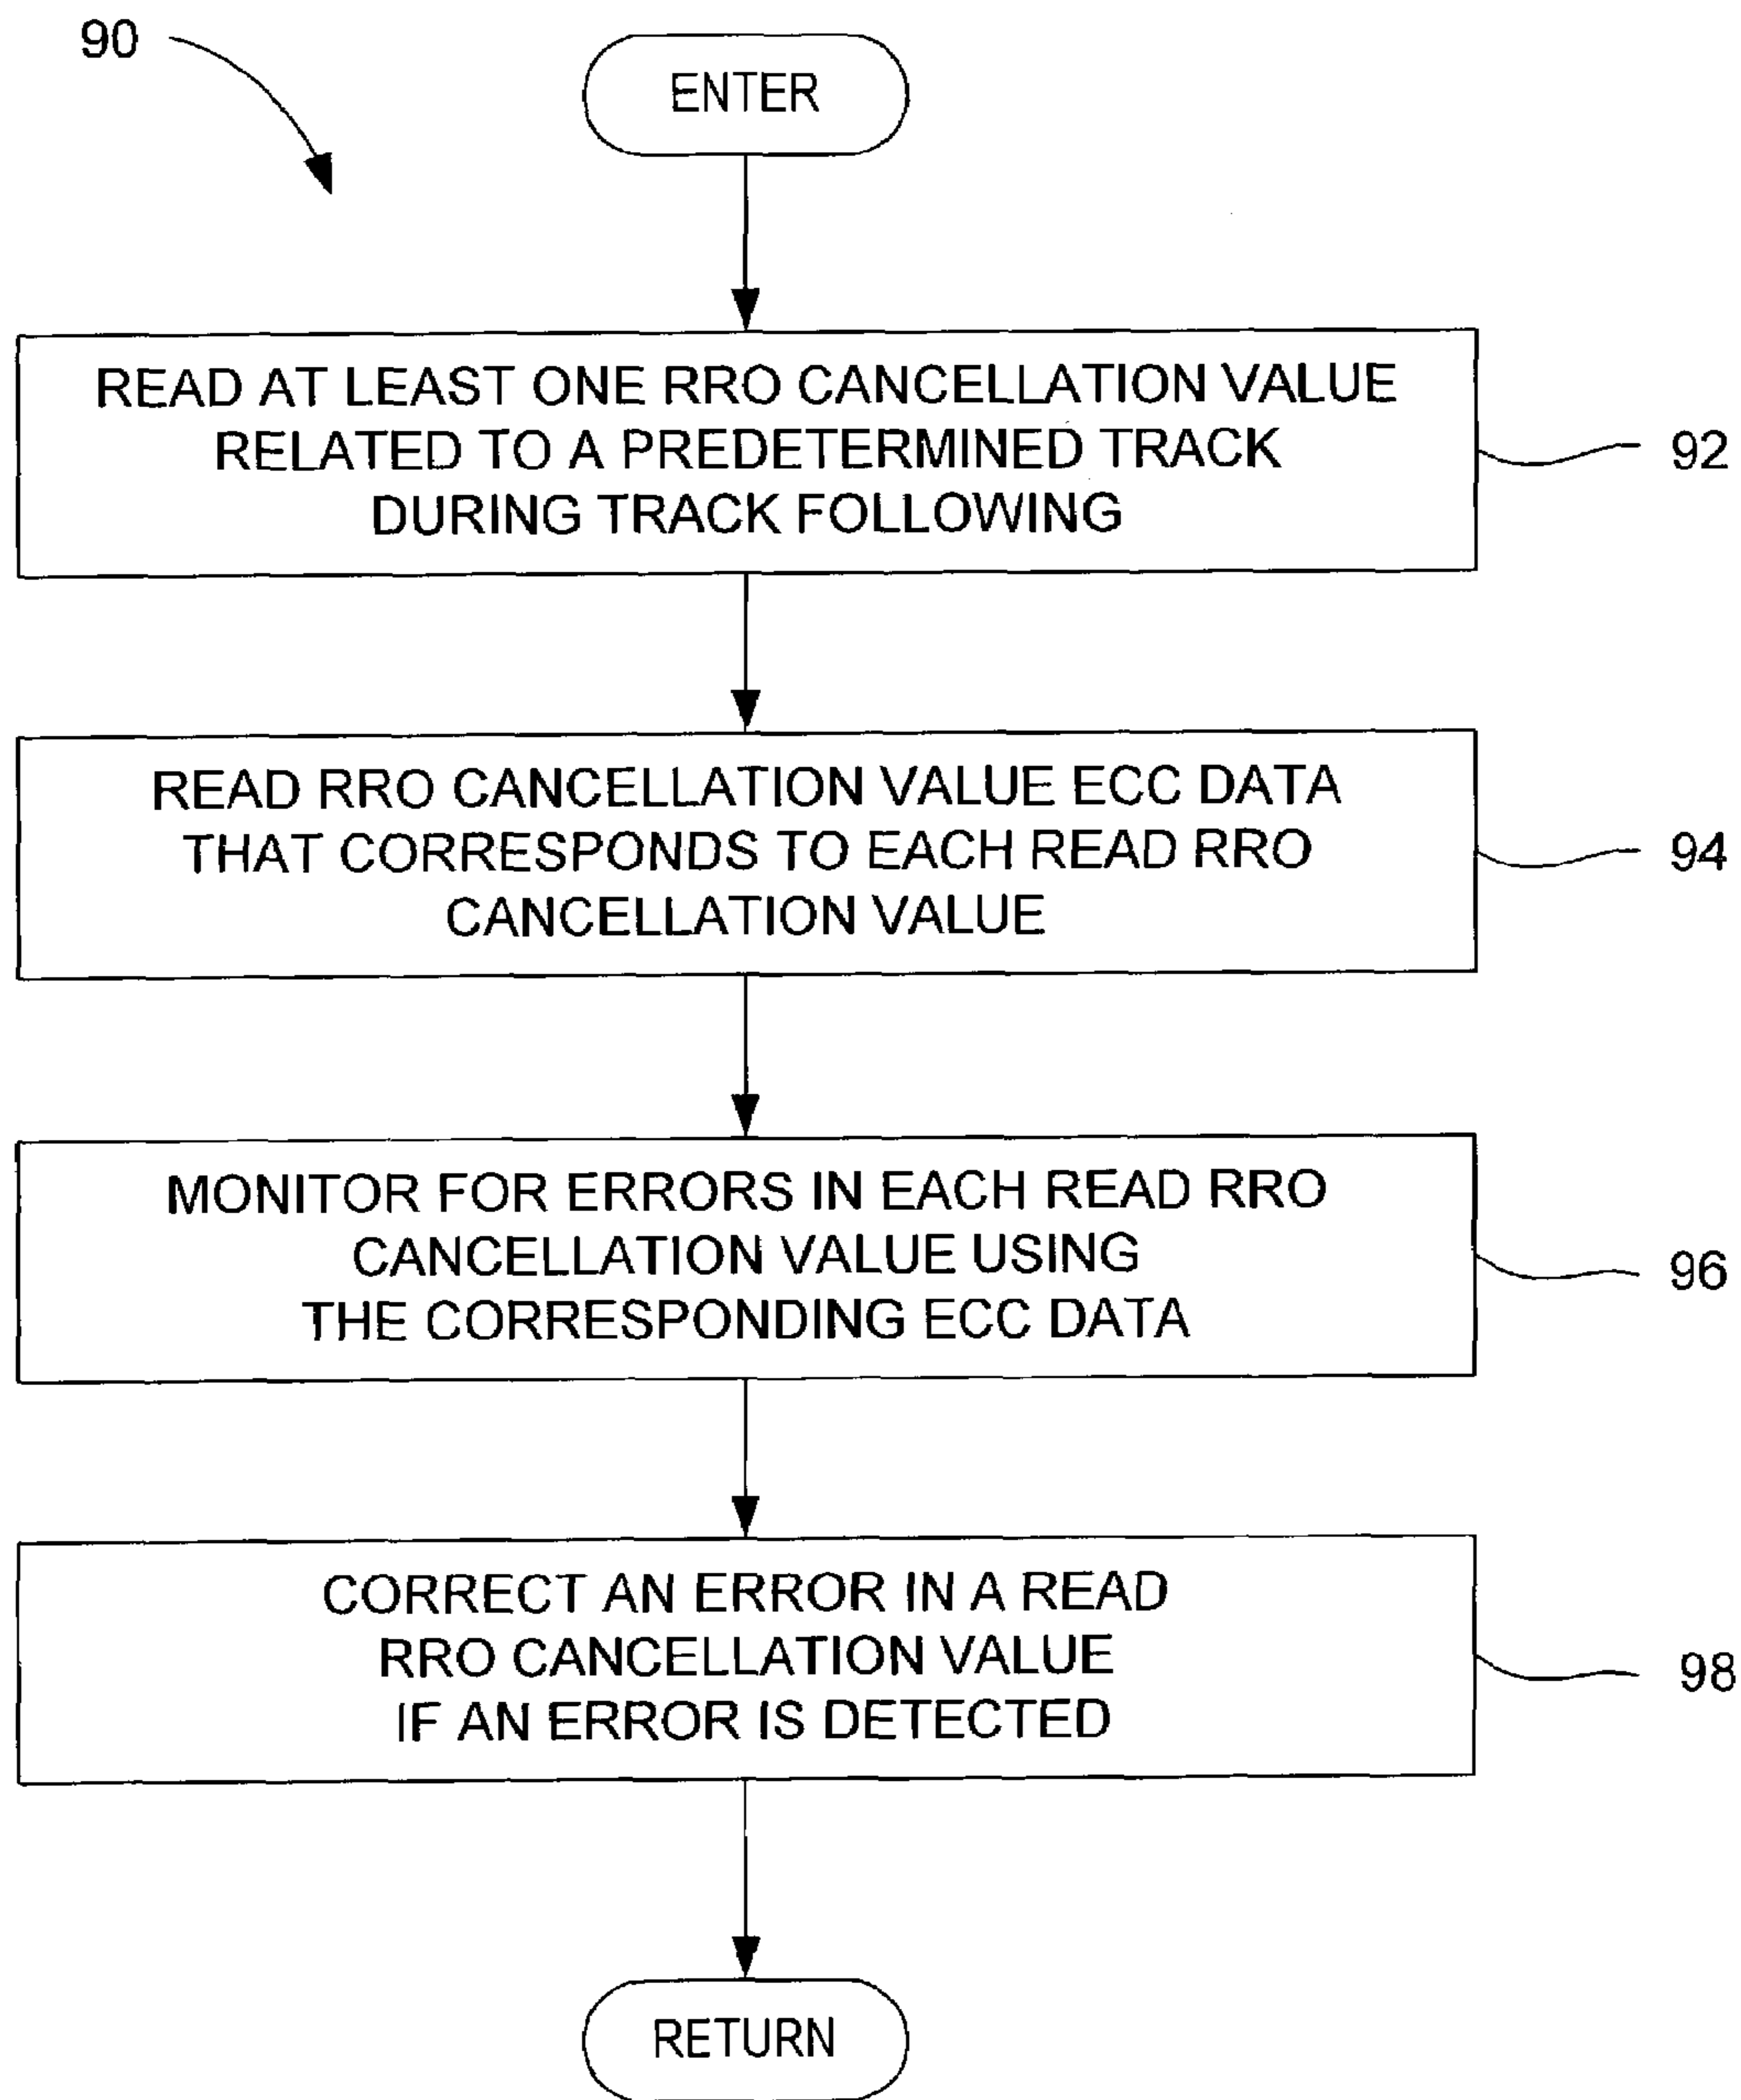 90
ENTER
READ AT LEAST ONE RRO CANCELLATION VALUE
RELATED TO A PREDETERMINED TRACK
DURING TRACK FOLLOWING
92
READ RRO CANCELLATION VALUE ECC DATA
THAT CORRESPONDS TO EACH READ RRO
CANCELLATION VALUE
94
MONITOR FOR ERRORS IN EACH READ RRO
CANCELLATION VALUE USING
THE CORRESPONDING ECC DATA
96
CORRECT AN ERROR IN A READ
RRO CANCELLATION VALUE
IF AN ERROR IS DETECTED
98
RETURN